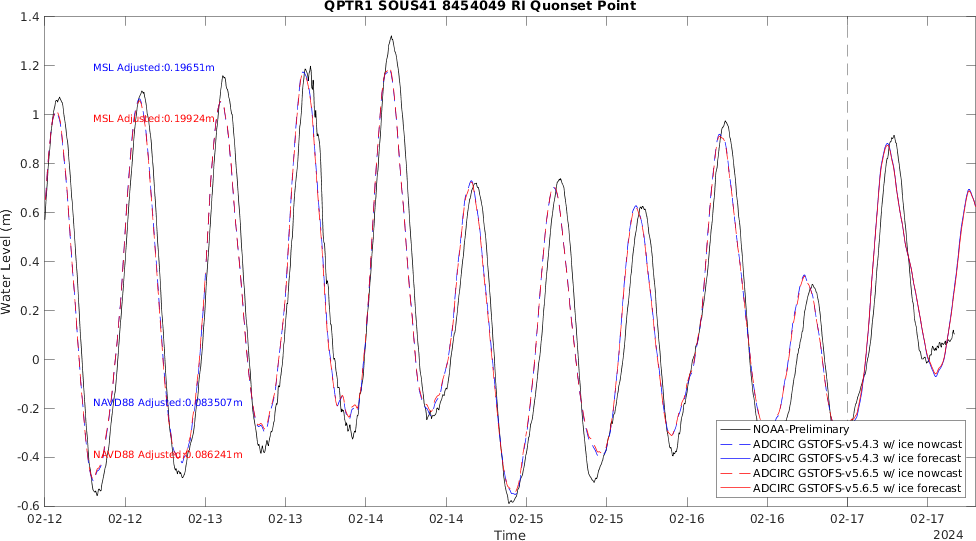 QPTR1 SOUS41 8454049 RI Quonset Point
1.4
1.2
1
0.8
0.6
0.4
0.2
0
-0.2
-0.4
-0.6
Water Level (m)
MSL Adjusted:0.19651m
MSL Adjusted:0.19924m
NAVD88 Adjusted:0.083507m
NAVD88 Adjusted:0.086241m
NOAA-Preliminary
ADCIRC GSTOFS-v5.4.3 w/ ice nowcast
ADCIRC GSTOFS-v5.4.3 w/ ice forecast
ADCIRC GSTOFS-v5.6.5 w/ ice nowcast
ADCIRC GSTOFS-v5.6.5 w/ ice forecast
02-12 02-12 02-13 02-13 02-14 02-14 02-15 02-15 02-16 02-16 02-17 02-17
Time
2024